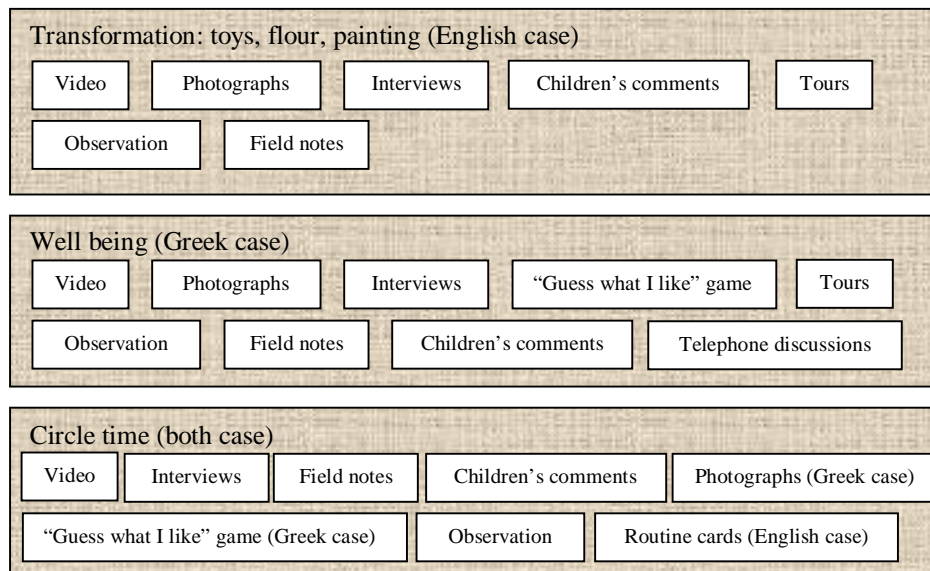 Transformation: toys, flour, painting (English case)
Video Photographs Interviews Children’s comments Tours
Observation Field notes
Well being (Greek case)
Video Photographs Interviews “Guess what I like” game Tours
Observation Field notes Children’s comments Telephone discussions
Circle time (both case)
Video Interviews Field notes Children’s comments Photographs (Greek case)
“Guess what I like” game (Greek case) Observation Routine cards (English case)